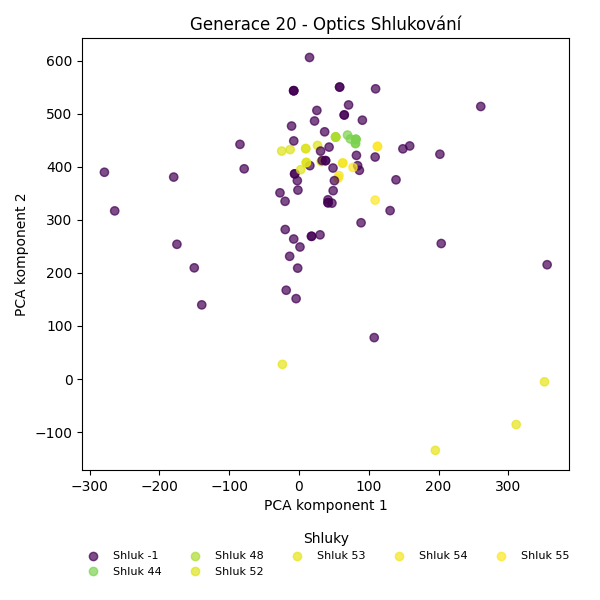 Generace 20 - Optics Shlukování
PCA komponent 2
600
500
400
300
200
100
0
−100
−300 −200 −100 0 100 200 300
PCA komponent 1
Shluky
Shluk -1 Shluk 48 Shluk 53 Shluk 54 Shluk 55
Shluk 44 Shluk 52